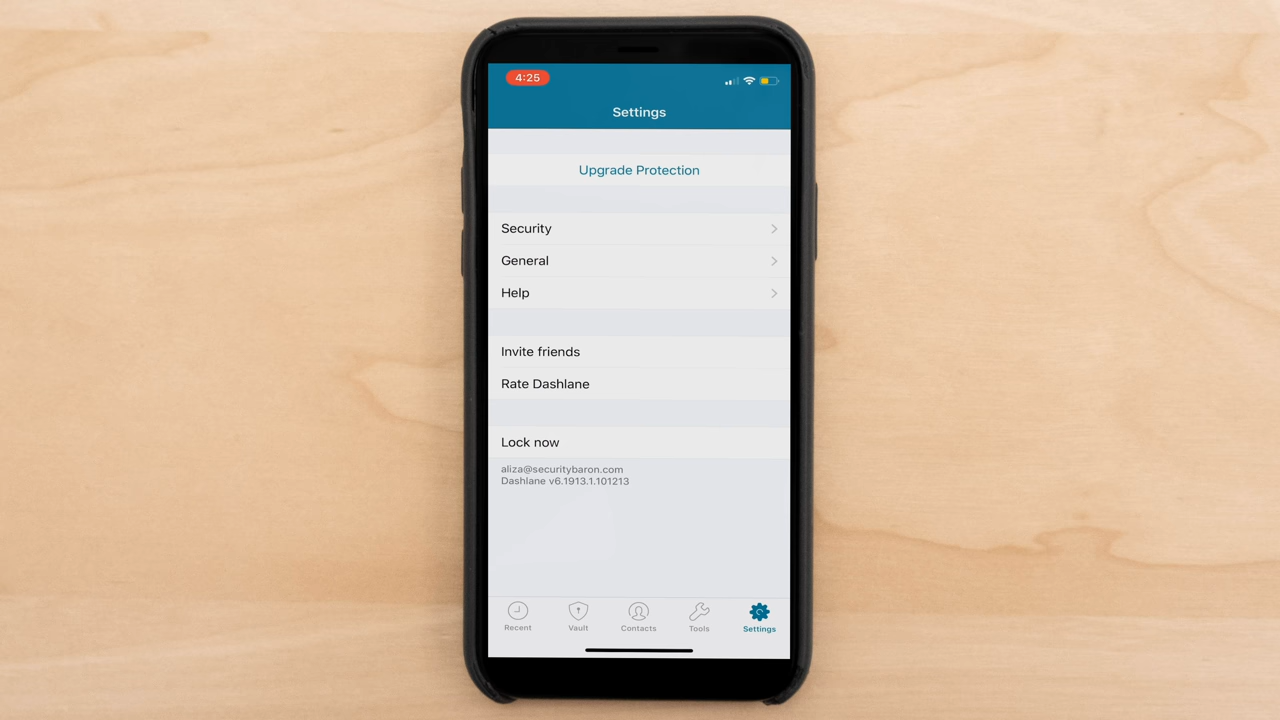 4:25
Settings
Upgrade Protection
Security
General
Help
Invite friends
Rate Dashlane
Lock now
aliza@securitybaron.com
Dashlane v6.1913.1.101213
Recent
Vault
Contacts
Tools
Settings